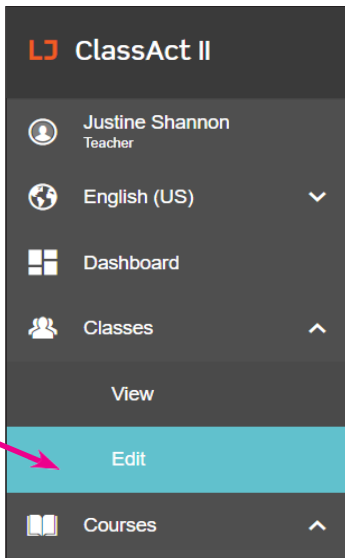 LJ ClassAct II
Justine Shannon
Teacher
English (US)
Dashboard
Classes
View
Edit
Courses